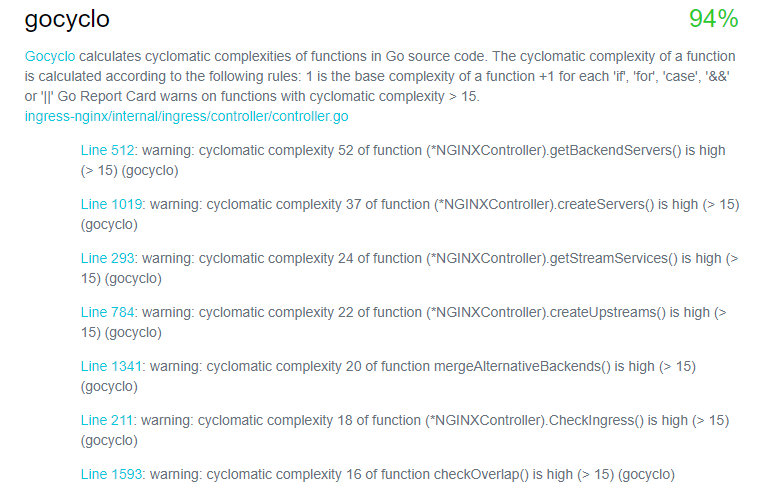 gocyclo
94%
Gocyclo calculates cyclomatic complexities of functions in Go source code. The cyclomatic complexity of a function
is calculated according to the following rules: 1 is the base complexity of a function +1 for each 'if', 'for', 'case', '&&'
or '||' Go Report Card warns on functions with cyclomatic complexity > 15.
ingress-nginx/internal/ingress/controller/controller.go
Line 512: warning: cyclomatic complexity 52 of function (*NGINXController).getBackendServers() is high
(> 15) (gocyclo)
Line 1019: warning: cyclomatic complexity 37 of function (*NGINXController).createServers() is high (> 15)
(gocyclo)
Line 293: warning: cyclomatic complexity 24 of function (*NGINXController).getStreamServices() is high (>
15) (gocyclo)
Line 784: warning: cyclomatic complexity 22 of function (*NGINXController).createUpstreams() is high (>
15) (gocyclo)
Line 1341: warning: cyclomatic complexity 20 of function mergeAlternativeBackends() is high (> 15)
(gocyclo)
Line 211: warning: cyclomatic complexity 18 of function (*NGINXController).CheckIngress() is high (> 15)
(gocyclo)
Line 1593: warning: cyclomatic complexity 16 of function checkOverlap() is high (> 15) (gocyclo)